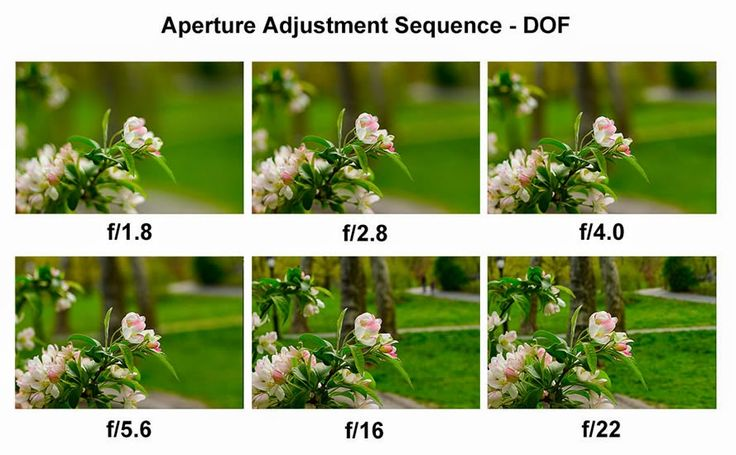 Aperture Adjustment Sequence - DOF
f/1.8
f/2.8
f/4.0
f/5.6
f/16
f/22